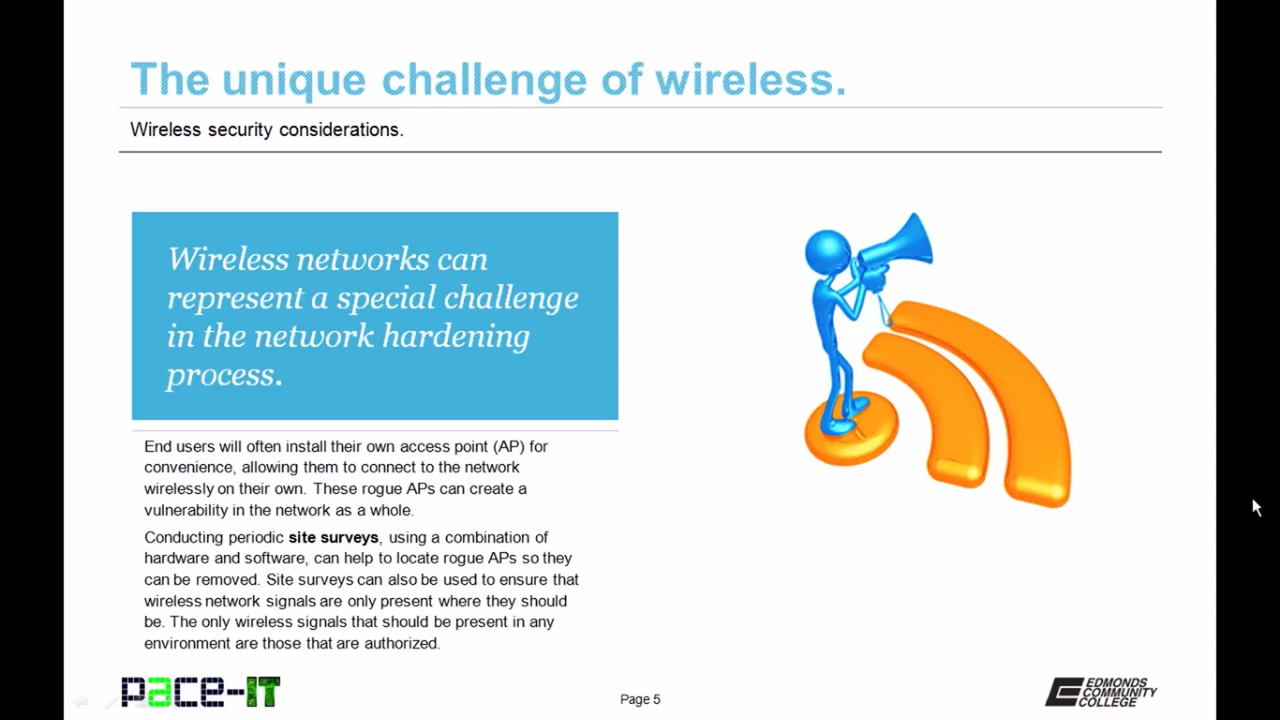 The unique challenge of wireless.
Wireless security considerations.
Wireless networks can
represent a special challenge
in the network hardening
process.
End users will often install their own access point (AP) for
convenience, allowing them to connect to the network
wirelessly on their own. These rogue APs can create a
vulnerability in the network as a whole.
Conducting periodic site surveys, using a combination of
hardware and software, can help to locate rogue APs so they
can be removed. Site surveys can also be used to ensure that
wireless network signals are only present where they should
be. The only wireless signals that should be present in any
environment are those that are authorized.
pace-IT
Page 5
EDMONDS
COMMUNITY
COLLEGE